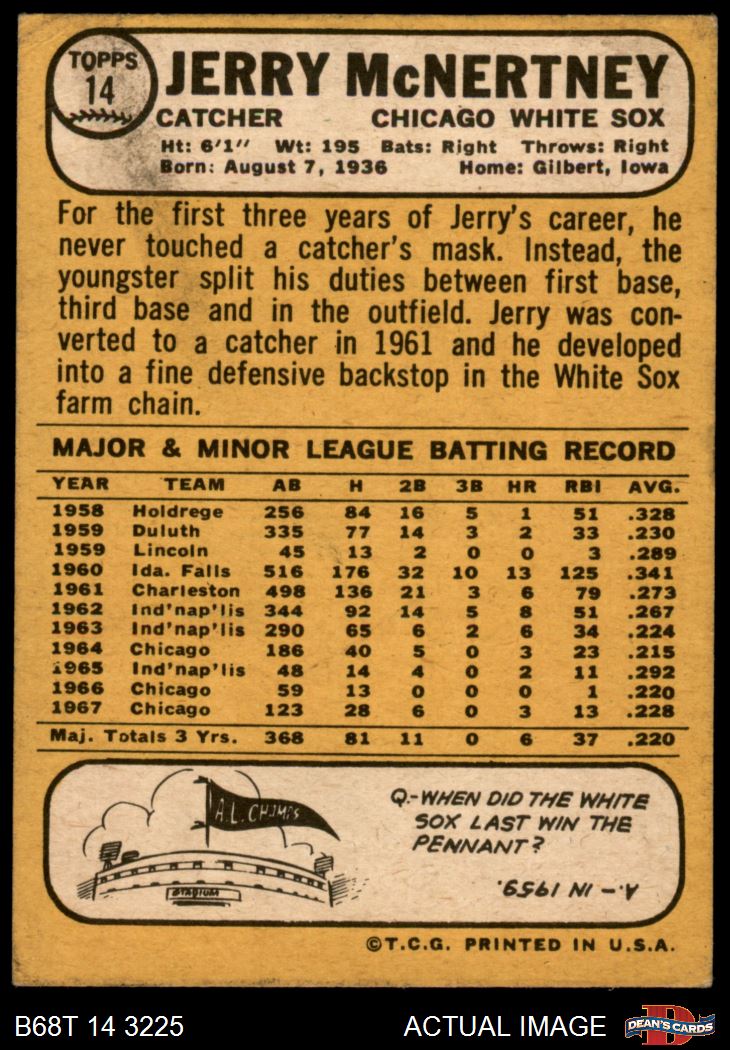 TOPPS
14
JERRY McNERTNEY
CATCHER CHICAGO WHITE SOX
Ht: 6'1" Wt: 195 Bats: Right Throws: Right
Born: August 7, 1936 Home: Gilbert, Iowa
For the first three years of Jerry's career, he
never touched a catcher's mask. Instead, the
youngster split his duties between first base,
third base and in the outfield. Jerry was con-
verted to a catcher in 1961 and he developed
into a fine defensive backstop in the White Sox
farm chain.
MAJOR & MINOR LEAGUE BATTING RECORD
YEAR TEAM AB H 2B 3B HR RBI AVG.
1958 Holdrege 256 84 16 5 1 51 .328
1959 Duluth 335 77 14 3 2 33 .230
1959 Lincoln 45 13 2 0 0 3 .289
1960 Ida. Falls 516 176 32 10 13 125 .341
1961 Charleston 498 136 21 3 6 79 .273
1962 Ind'nap'lis 344 92 14 5 8 51 .267
1963 Ind'nap'lis 290 65 6 2 6 34 .224
1964 Chicago 186 40 5 0 3 23 .215
1965 Ind'nap'lis 48 14 4 0 2 11 .292
1966 Chicago 59 13 0 0 0 1 .220
1967 Chicago 123 28 6 0 3 13 .228
Maj. Totals 3 Yrs. 368 81 11 0 6 37 .220
A.L. CHAMPS
STADIUM
Q.-WHEN DID THE WHITE
SOX LAST WIN THE
PENNANT?
A.- IN 1959.
©T.C.G. PRINTED IN U.S.A.
B68T 14 3225
ACTUAL IMAGE
D
DEAN'S CARDS